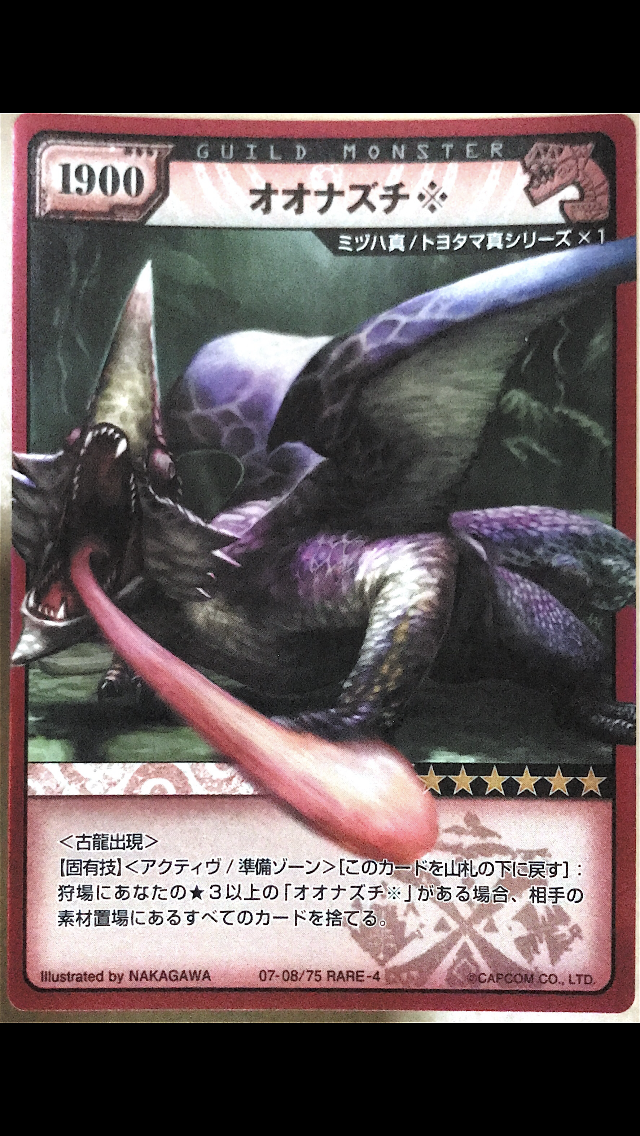 GUILD MONSTER
1900
オオナズチ※
ミヅハ真/トヨタマ真シリーズ×1
★★★★★★
<古龍出現>
【固有技】<アクティヴ/準備ゾーン>[このカードを山札の下に戻す]:
狩場にあなたの★3以上の「オオナズチ※」がある場合、相手の
素材置場にあるすべてのカードを捨てる。
Illustrated by NAKAGAWA 07-08/75 RARE-4 ©CAPCOM CO., LTD.